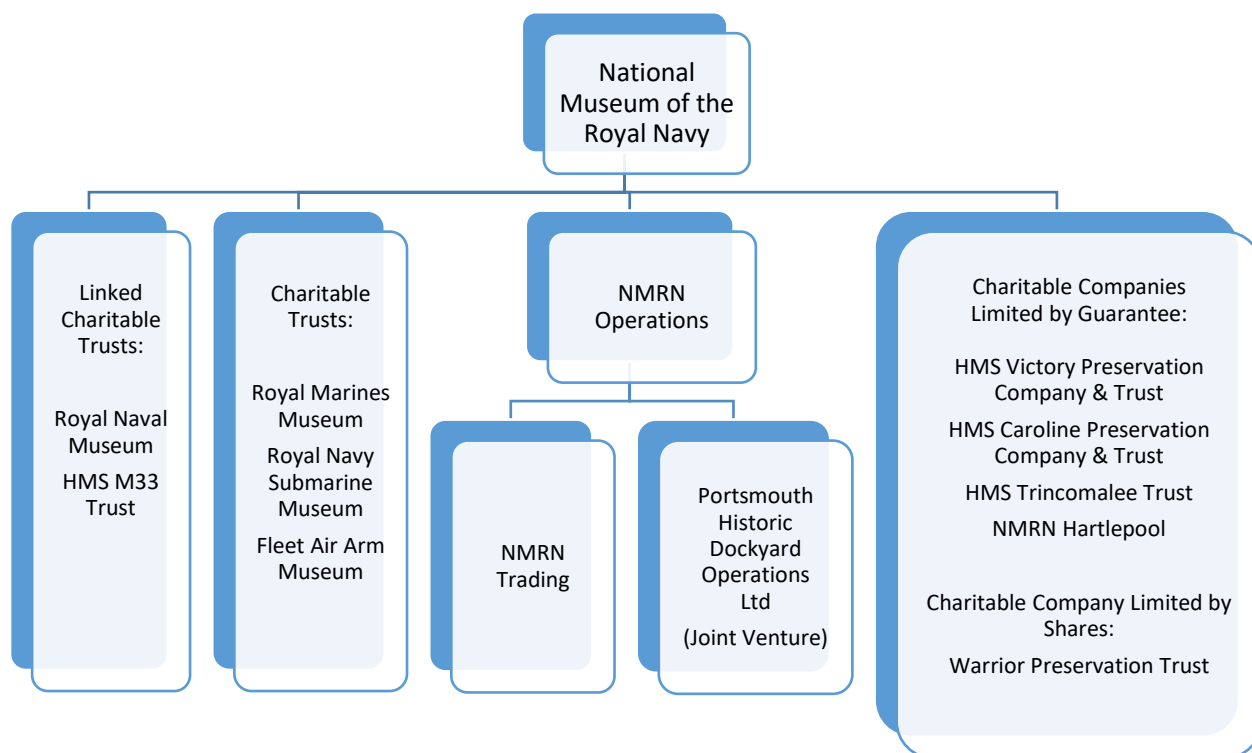 National
Museum of the
Royal Navy
Linked
Charitable
Trusts:
Royal Naval
Museum
HMS M33
Trust
Charitable
Trusts:
Royal Marines
Museum
Royal Navy
Submarine
Museum
Fleet Air Arm
Museum
NMRN
Operations
NMRN
Trading
Portsmouth
Historic
Dockyard
Operations
Ltd
(Joint Venture)
Charitable Companies
Limited by Guarantee:
HMS Victory Preservation
Company & Trust
HMS Caroline Preservation
Company & Trust
HMS Trincomalee Trust
NMRN Hartlepool
Charitable Company Limited by
Shares:
Warrior Preservation Trust